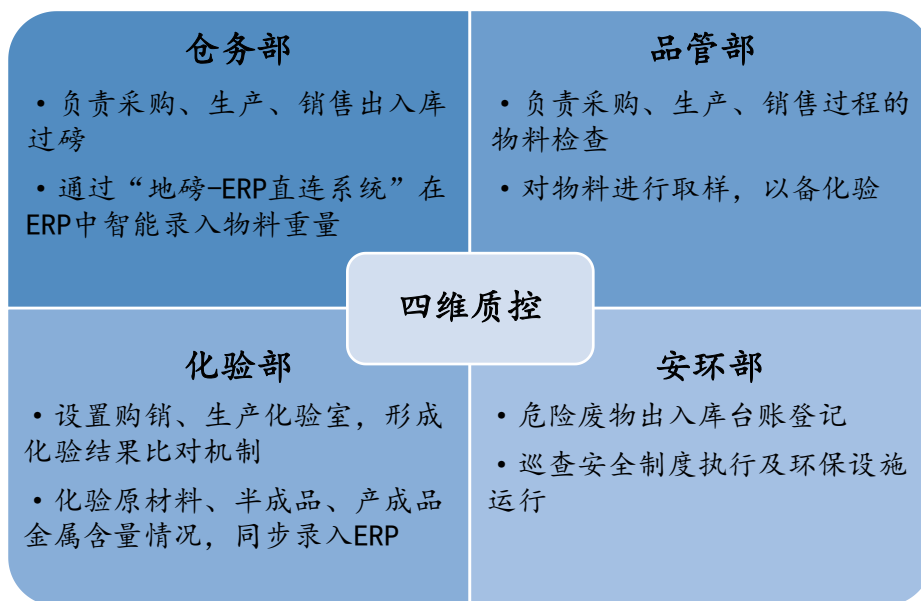 仓务部
• 负责采购、生产、销售出入库
过磅
• 通过“地磅-ERP直连系统”在
ERP中智能录入物料重量
品管部
• 负责采购、生产、销售过程的
物料检查
• 对物料进行取样，以备化验
四维质控
化验部
• 设置购销、生产化验室，形成
化验结果比对机制
• 化验原材料、半成品、产成品
金属含量情况，同步录入ERP
安环部
• 危险废物出入库台账登记
• 巡查安全制度执行及环保设施
运行